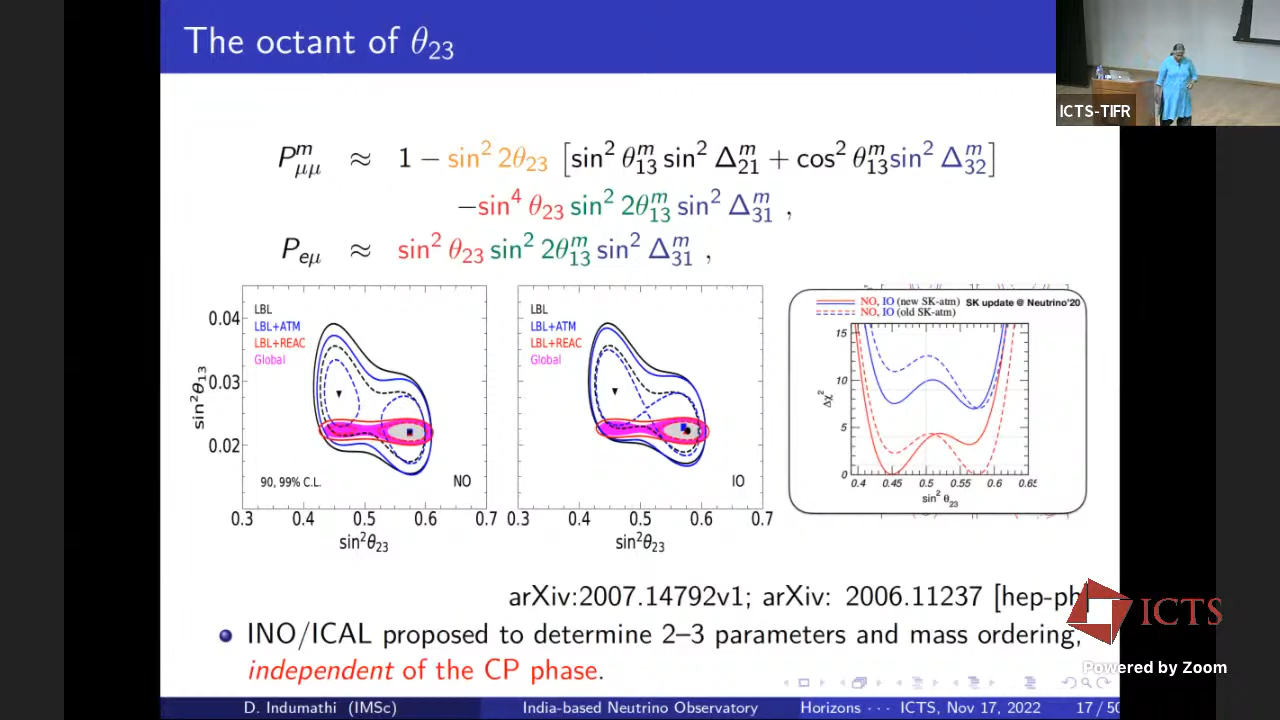 The octant of θ₂₃
ICTS-TIFR
P^m_μμ ≈ 1 − sin² 2θ₂₃ [sin² θ^m_13 sin² Δ^m_21 + cos² θ^m_13 sin² Δ^m_32]
−sin⁴ θ₂₃ sin² 2θ^m_13 sin² Δ^m_31 ,
P_eμ ≈ sin² θ₂₃ sin² 2θ^m_13 sin² Δ^m_31 ,
LBL
LBL+ATM
LBL+REAC
Global
0.04
0.03
0.02
sin²θ₁₃
90, 99% C.L.
NO
0.3 0.4 0.5 0.6 0.7
sin²θ₂₃
LBL
LBL+ATM
LBL+REAC
Global
IO
0.3 0.4 0.5 0.6 0.7
sin²θ₂₃
NO, IO (new SK-atm) SK update @ Neutrino'20
NO, IO (old SK-atm)
15
10
5
0
Δχ²
0.4 0.45 0.5 0.55 0.6 0.65
sin² θ₂₃
arXiv:2007.14792v1; arXiv: 2006.11237 [hep-ph]
INO/ICAL proposed to determine 2–3 parameters and mass ordering,
independent of the CP phase.
ICTS
Powered by Zoom
D. Indumathi (IMSc) India-based Neutrino Observatory Horizons · · · ICTS, Nov 17, 2022 17 / 50